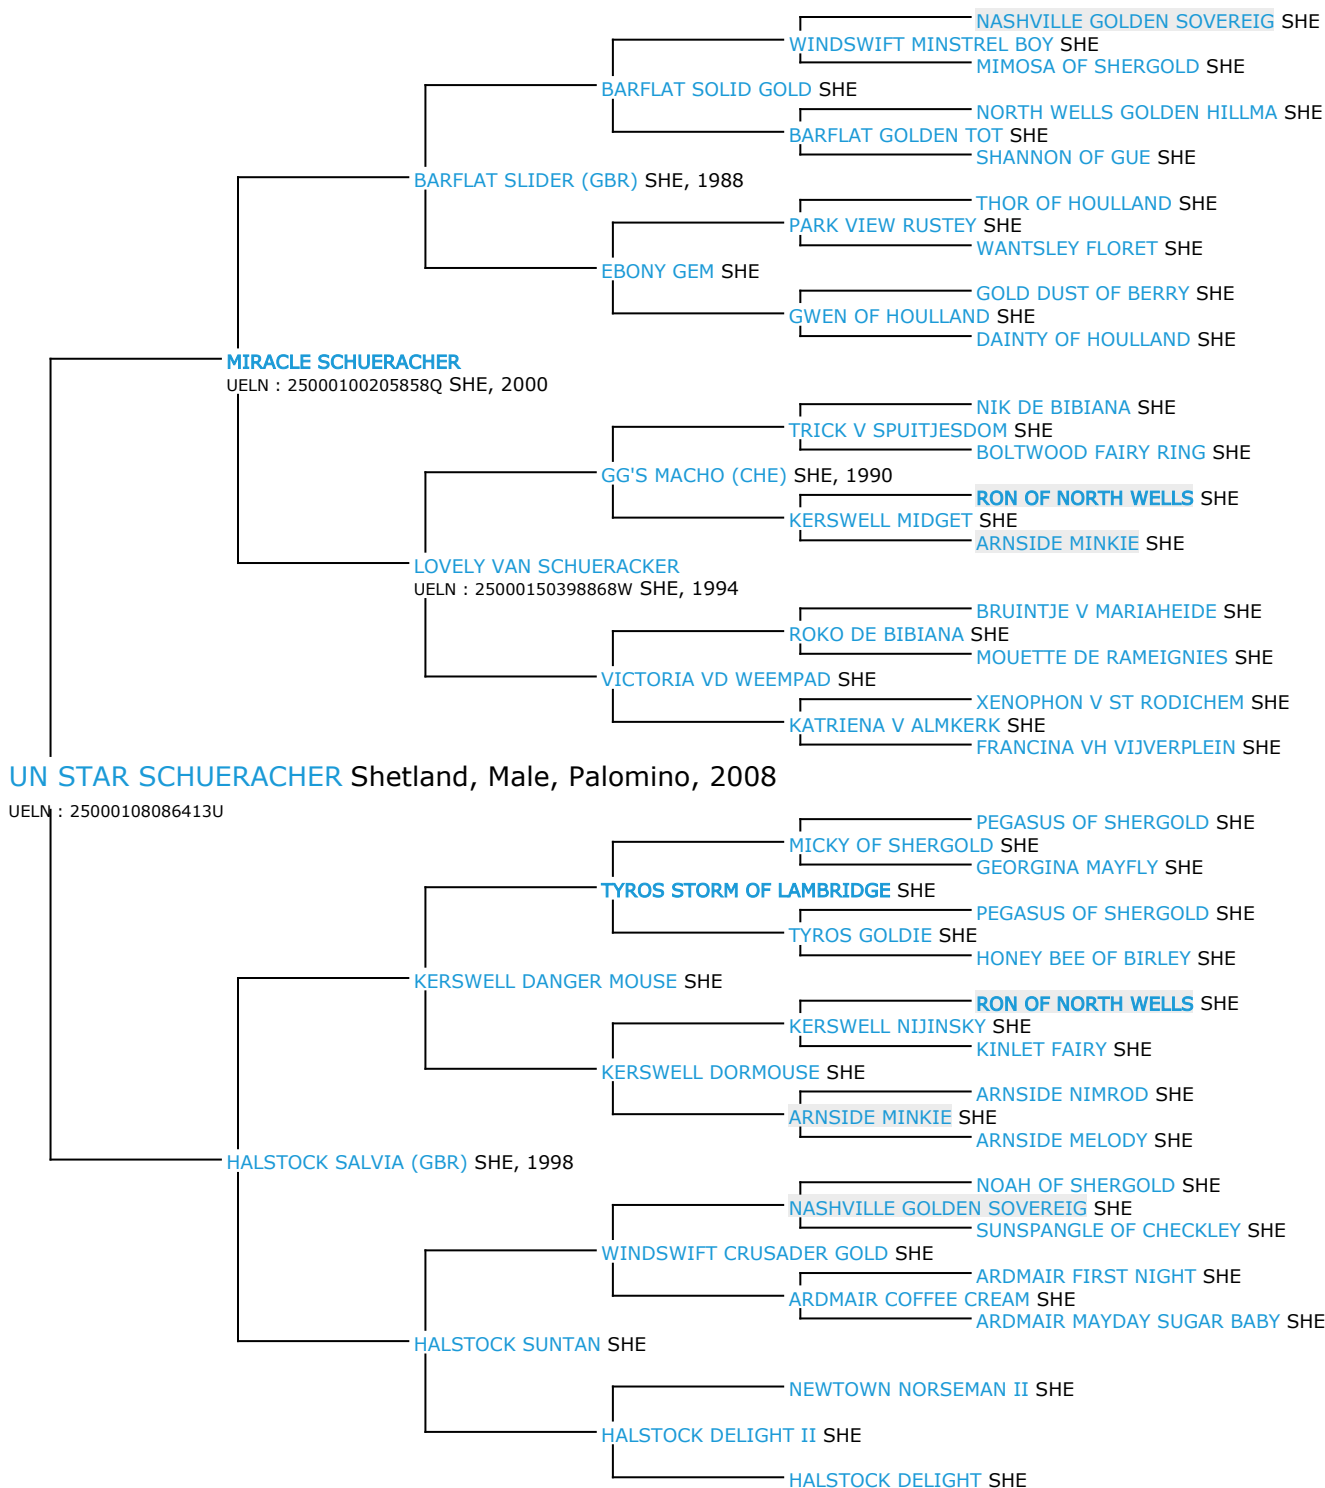 NASHVILLE GOLDEN SOVEREIG SHE
WINDSWIFT MINSTREL BOY SHE
MIMOSA OF SHERGOLD SHE
BARFLAT SOLID GOLD SHE
NORTH WELLS GOLDEN HILLMA SHE
BARFLAT GOLDEN TOT SHE
SHANNON OF GUE SHE
BARFLAT SLIDER (GBR) SHE, 1988
THOR OF HOULLAND SHE
PARK VIEW RUSTEY SHE
WANTSLEY FLORET SHE
EBONY GEM SHE
GOLD DUST OF BERRY SHE
GWEN OF HOULLAND SHE
DAINTY OF HOULLAND SHE
MIRACLE SCHUERACHER
UELN : 25000100205858Q SHE, 2000
NIK DE BIBIANA SHE
TRICK V SPUITJESDOM SHE
BOLTWOOD FAIRY RING SHE
GG'S MACHO (CHE) SHE, 1990
RON OF NORTH WELLS SHE
KERSWELL MIDGET SHE
ARNSIDE MINKIE SHE
LOVELY VAN SCHUERACKER
UELN : 25000150398868W SHE, 1994
BRUINTJE V MARIAHEIDE SHE
ROKO DE BIBIANA SHE
MOUETTE DE RAMEIGNIES SHE
VICTORIA VD WEEMPAD SHE
XENOPHON V ST RODICHEM SHE
KATRIENA V ALMKERK SHE
FRANCINA VH VIJVERPLEIN SHE
UN STAR SCHUERACHER Shetland, Male, Palomino, 2008
UELN : 25000108086413U
PEGASUS OF SHERGOLD SHE
MICKY OF SHERGOLD SHE
GEORGINA MAYFLY SHE
TYROS STORM OF LAMBRIDGE SHE
PEGASUS OF SHERGOLD SHE
TYROS GOLDIE SHE
HONEY BEE OF BIRLEY SHE
KERSWELL DANGER MOUSE SHE
RON OF NORTH WELLS SHE
KERSWELL NIJINSKY SHE
KINLET FAIRY SHE
KERSWELL DORMOUSE SHE
ARNSIDE NIMROD SHE
ARNSIDE MINKIE SHE
ARNSIDE MELODY SHE
HALSTOCK SALVIA (GBR) SHE, 1998
NOAH OF SHERGOLD SHE
NASHVILLE GOLDEN SOVEREIG SHE
SUNSPANGLE OF CHECKLEY SHE
WINDSWIFT CRUSADER GOLD SHE
ARDMAIR FIRST NIGHT SHE
ARDMAIR COFFEE CREAM SHE
ARDMAIR MAYDAY SUGAR BABY SHE
HALSTOCK SUNTAN SHE
NEWTOWN NORSEMAN II SHE
HALSTOCK DELIGHT II SHE
HALSTOCK DELIGHT SHE